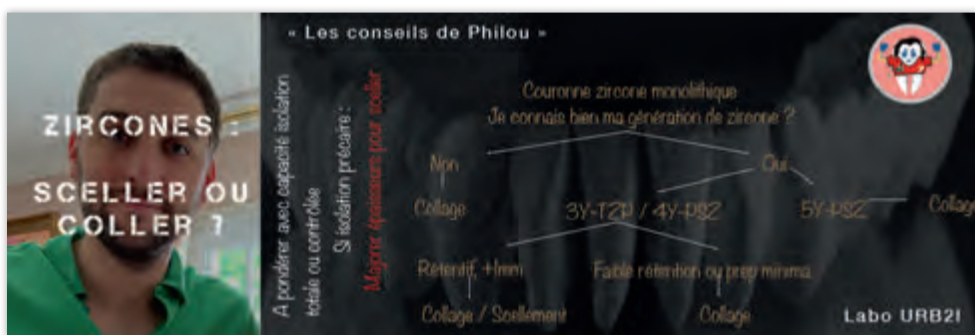 ZIRCONES :
SCELLER OU
COLLER ?
« Les conseils de Philou »
A pondérer avec capacité isolation
totale ou contrôlée
Si isolation précaire :
Majorer épaisseurs pour sceller
Couronne zircone monolithique
Je connais bien ma génération de zircone ?
Non
Oui
Collage
3Y-TZP / 4Y-PSZ
5Y-PSZ
Collage
Rétentif, +1mm
Faible rétention ou prep minima
Collage / Scellement
Collage
Labo URB2I